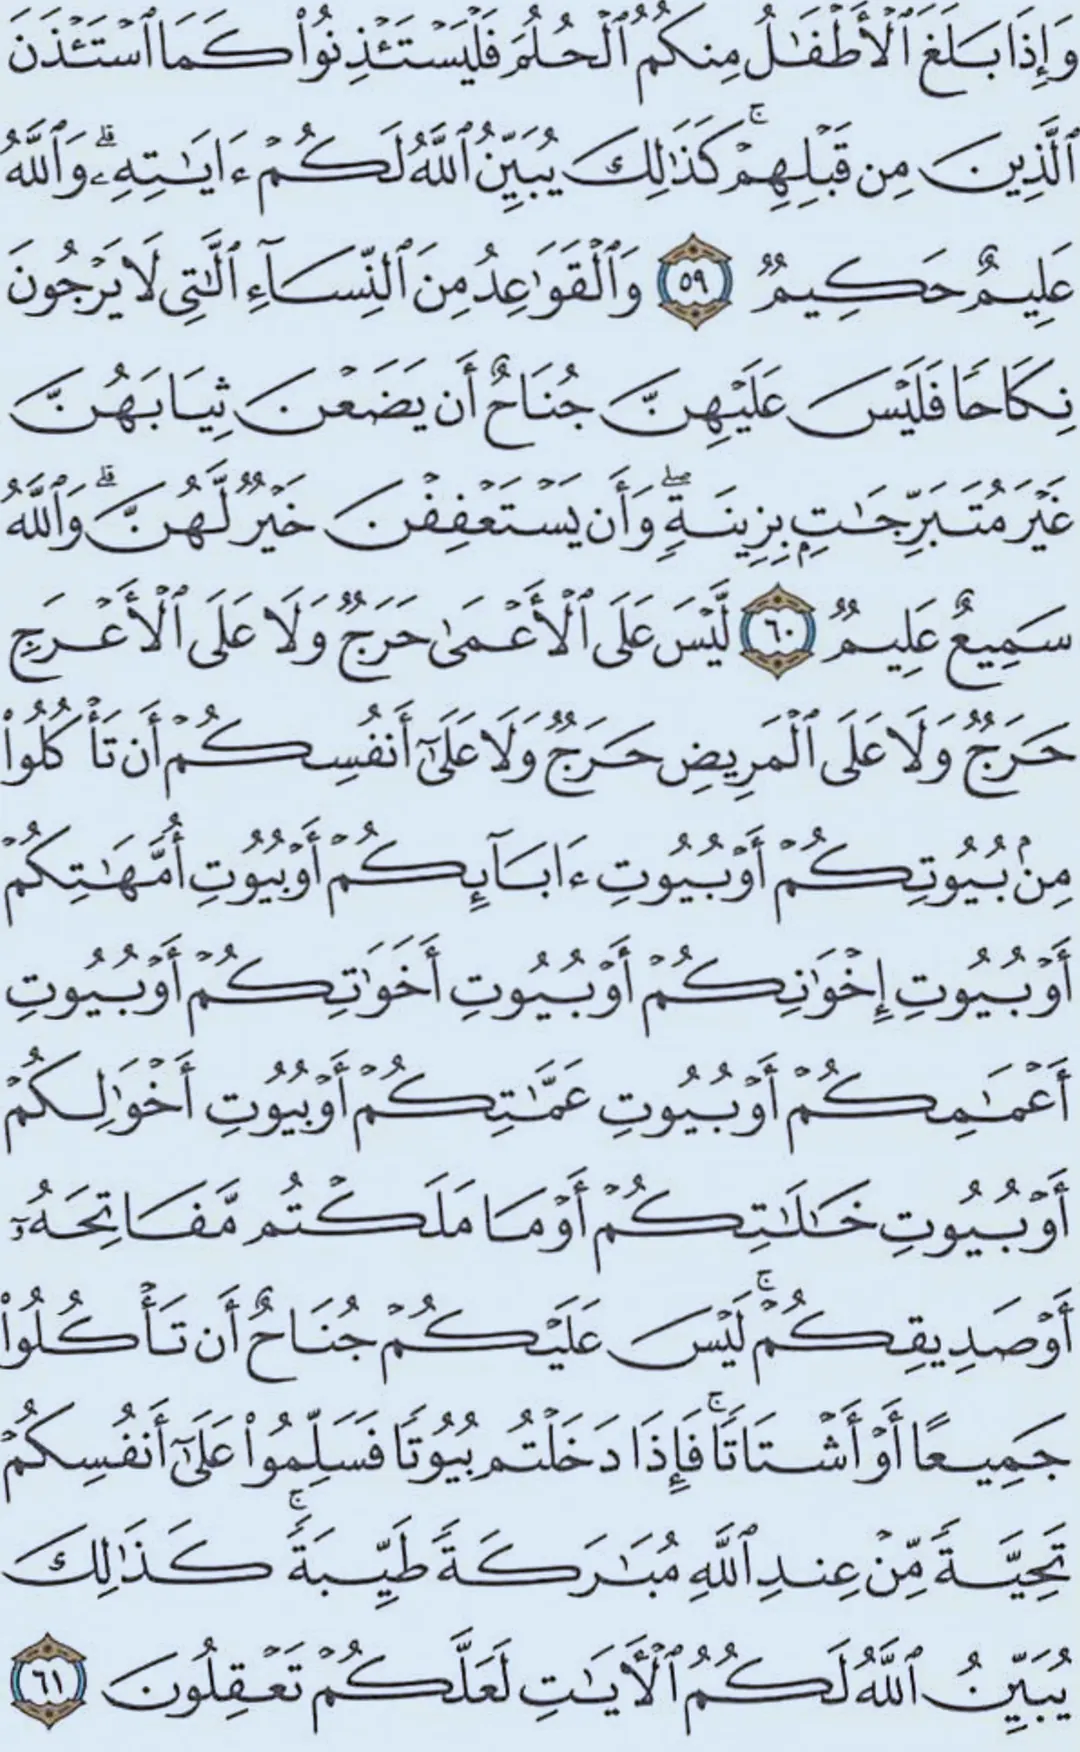 وَإِذَا بَلَغَ ٱلْأَطْفَٰلُ مِنكُمُ ٱلْحُلُمَ فَلْيَسْتَـْٔذِنُوا۟ كَمَا ٱسْتَـْٔذَنَ
ٱلَّذِينَ مِن قَبْلِهِمْ ۚ كَذَٰلِكَ يُبَيِّنُ ٱللَّهُ لَكُمْ ءَايَٰتِهِۦ ۗ وَٱللَّهُ
عَلِيمٌ حَكِيمٌ ٥٩ وَٱلْقَوَٰعِدُ مِنَ ٱلنِّسَآءِ ٱلَّٰتِى لَا يَرْجُونَ
نِكَاحًا فَلَيْسَ عَلَيْهِنَّ جُنَاحٌ أَن يَضَعْنَ ثِيَابَهُنَّ
غَيْرَ مُتَبَرِّجَٰتٍۭ بِزِينَةٍ ۖ وَأَن يَسْتَعْفِفْنَ خَيْرٌ لَّهُنَّ ۗ وَٱللَّهُ
سَمِيعٌ عَلِيمٌ ٦٠ لَّيْسَ عَلَى ٱلْأَعْمَىٰ حَرَجٌ وَلَا عَلَى ٱلْأَعْرَجِ
حَرَجٌ وَلَا عَلَى ٱلْمَرِيضِ حَرَجٌ وَلَا عَلَىٰٓ أَنفُسِكُمْ أَن تَأْكُلُوا۟
مِنۢ بُيُوتِكُمْ أَوْ بُيُوتِ ءَابَآئِكُمْ أَوْ بُيُوتِ أُمَّهَٰتِكُمْ
أَوْ بُيُوتِ إِخْوَٰنِكُمْ أَوْ بُيُوتِ أَخَوَٰتِكُمْ أَوْ بُيُوتِ
أَعْمَٰمِكُمْ أَوْ بُيُوتِ عَمَّٰتِكُمْ أَوْ بُيُوتِ أَخْوَٰلِكُمْ
أَوْ بُيُوتِ خَٰلَٰتِكُمْ أَوْ مَا مَلَكْتُم مَّفَاتِحَهُۥٓ
أَوْ صَدِيقِكُمْ ۚ لَيْسَ عَلَيْكُمْ جُنَاحٌ أَن تَأْكُلُوا۟
جَمِيعًا أَوْ أَشْتَاتًا ۚ فَإِذَا دَخَلْتُم بُيُوتًا فَسَلِّمُوا۟ عَلَىٰٓ أَنفُسِكُمْ
تَحِيَّةً مِّنْ عِندِ ٱللَّهِ مُبَٰرَكَةً طَيِّبَةً ۚ كَذَٰلِكَ
يُبَيِّنُ ٱللَّهُ لَكُمُ ٱلْـَٔايَٰتِ لَعَلَّكُمْ تَعْقِلُونَ ٦١